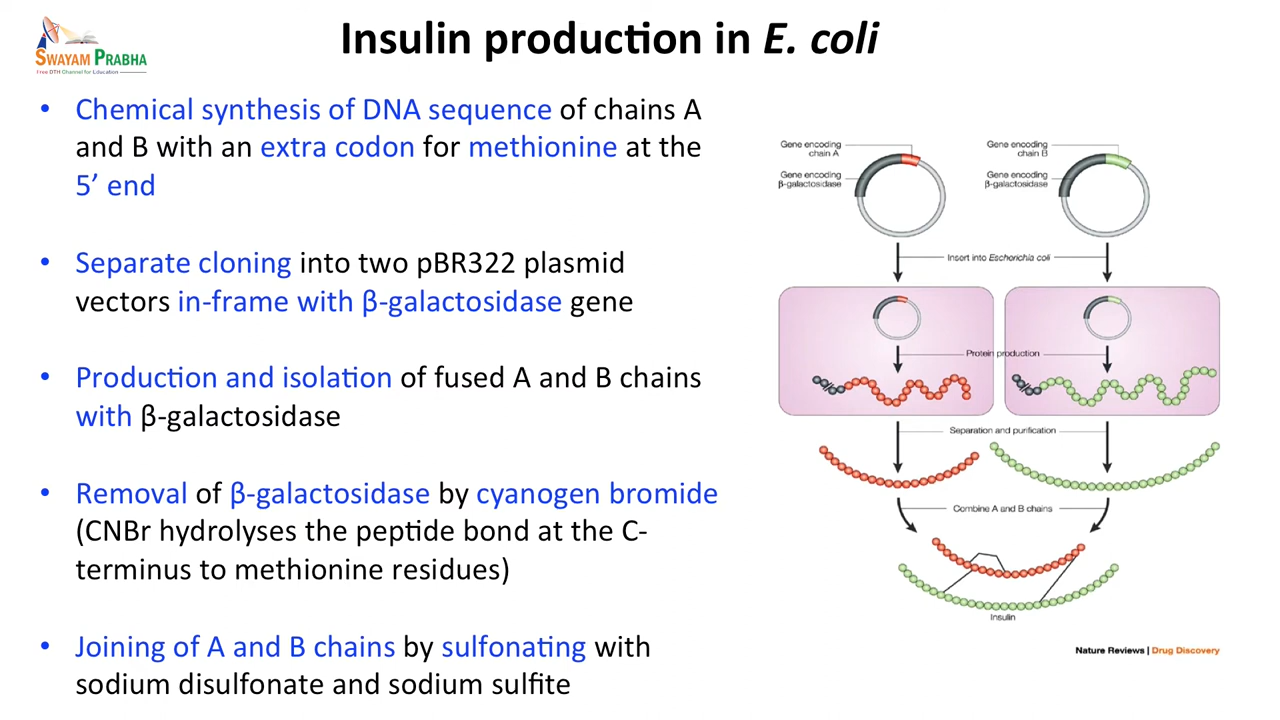 SWAYAM PRABHA
Free DTH Channel for Education
Insulin production in E. coli
• Chemical synthesis of DNA sequence of chains A
and B with an extra codon for methionine at the
5’ end
• Separate cloning into two pBR322 plasmid
vectors in-frame with β-galactosidase gene
• Production and isolation of fused A and B chains
with β-galactosidase
• Removal of β-galactosidase by cyanogen bromide
(CNBr hydrolyses the peptide bond at the C-
terminus to methionine residues)
• Joining of A and B chains by sulfonating with
sodium disulfonate and sodium sulfite
Gene encoding
chain A
Gene encoding
β-galactosidase
Gene encoding
chain B
Gene encoding
β-galactosidase
Insert into Escherichia coli
Protein production
Separation and purification
Combine A and B chains
Insulin
Nature Reviews | Drug Discovery